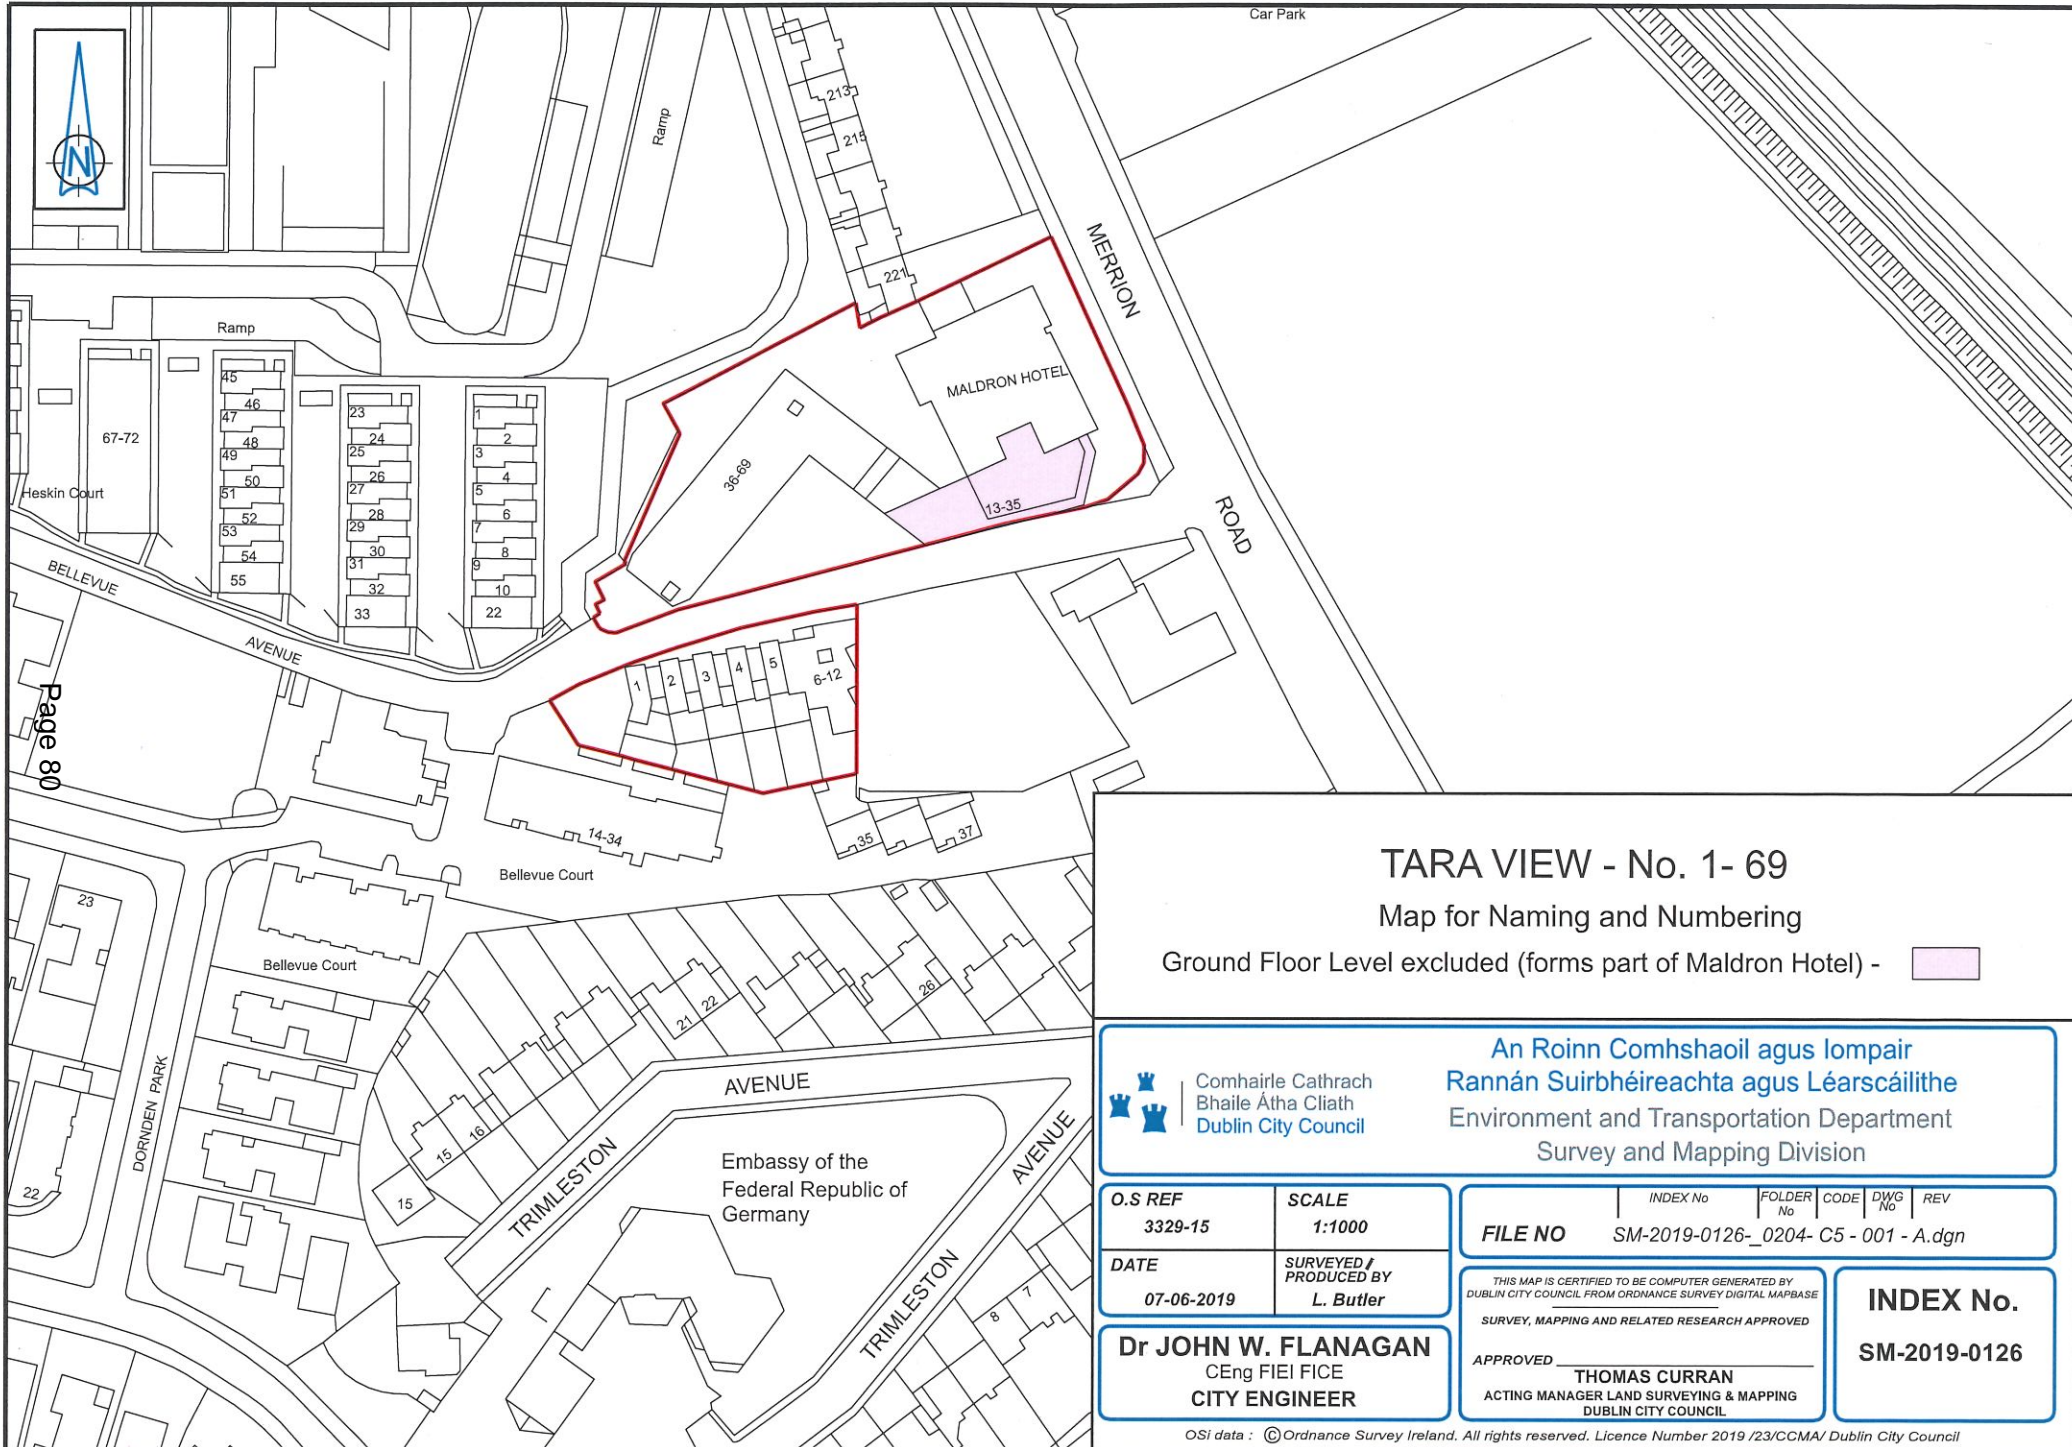 Car Park
N
213
215
221
Ramp
Ramp
MERRION
MALDRON HOTEL
36-69
13-35
ROAD
45
46
47
48
49
50
51
52
53
54
55
23
24
25
26
27
28
29
30
31
32
33
1
2
3
4
5
6
7
8
9
10
22
67-72
Heskin Court
BELLEVUE
AVENUE
1
2
3
4
5
6-12
Page 80
14-34
35
37
Bellevue Court
23
Bellevue Court
21
22
26
15
16
15
22
DORNDEN PARK
AVENUE
TRIMLESTON
AVENUE
TRIMLESTON
Embassy of the
Federal Republic of
Germany
8
7
TARA VIEW - No. 1- 69
Map for Naming and Numbering
Ground Floor Level excluded (forms part of Maldron Hotel) -
Comhairle Cathrach
Bhaile Átha Cliath
Dublin City Council
An Roinn Comhshaoil agus Iompair
Rannán Suirbhéireachta agus Léarscáilithe
Environment and Transportation Department
Survey and Mapping Division
O.S REF
3329-15
SCALE
1:1000
DATE
07-06-2019
SURVEYED /
PRODUCED BY
L. Butler
INDEX No
FOLDER No
CODE
DWG No
REV
FILE NO SM-2019-0126-_0204- C5 - 001 - A.dgn
Dr JOHN W. FLANAGAN
CEng FIEI FICE
CITY ENGINEER
THIS MAP IS CERTIFIED TO BE COMPUTER GENERATED BY
DUBLIN CITY COUNCIL FROM ORDNANCE SURVEY DIGITAL MAPBASE
SURVEY, MAPPING AND RELATED RESEARCH APPROVED
APPROVED
THOMAS CURRAN
ACTING MANAGER LAND SURVEYING & MAPPING
DUBLIN CITY COUNCIL
INDEX No.
SM-2019-0126
OSi data : ©Ordnance Survey Ireland. All rights reserved. Licence Number 2019 /23/CCMA/ Dublin City Council